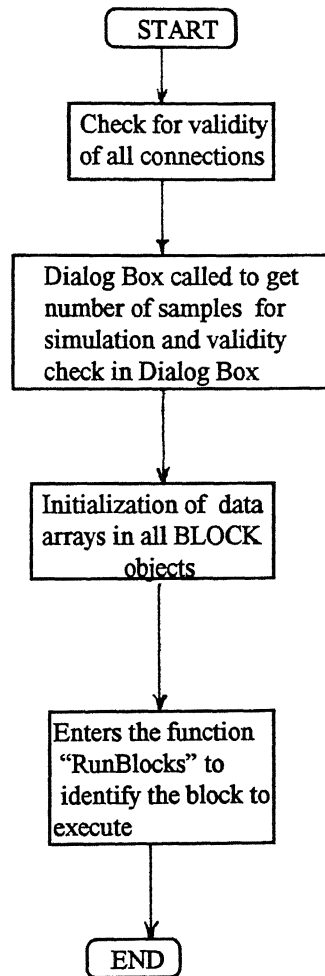 START
Check for validity
of all connections
Dialog Box called to get
number of samples for
simulation and validity
check in Dialog Box
Initialization of data
arrays in all BLOCK
objects
Enters the function
“RunBlocks” to
identify the block to
execute
END